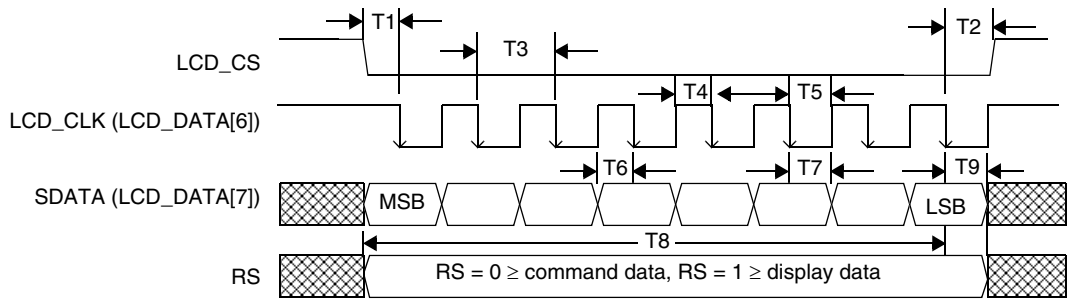 T1
T2
T3
LCD_CS
T4
T5
LCD_CLK (LCD_DATA[6])
T6
T7
T9
SDATA (LCD_DATA[7])
MSB
LSB
T8
RS
RS = 0 ≥ command data, RS = 1 ≥ display data